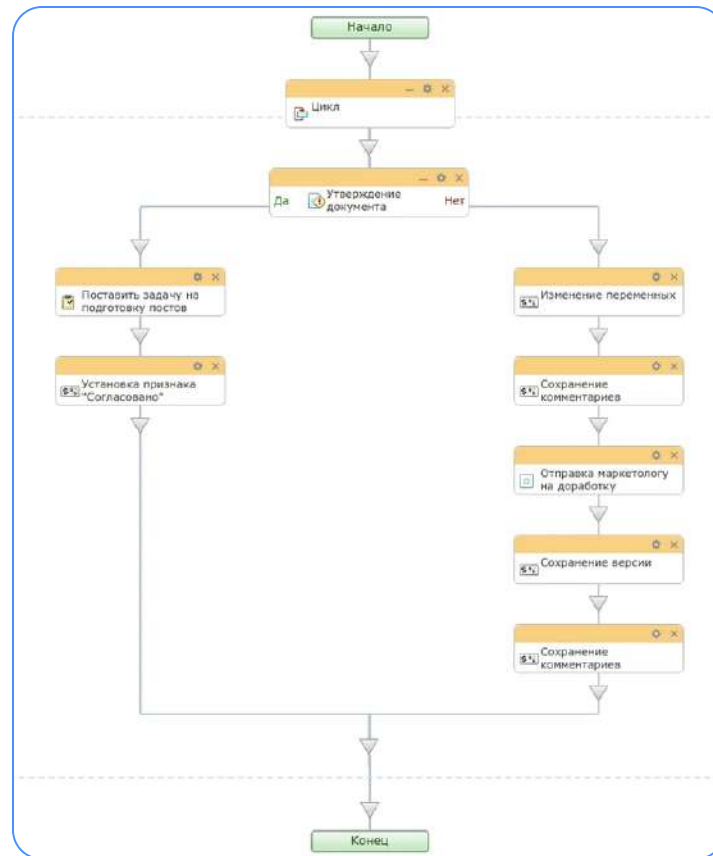 Начало
Цикл
Утверждение
документа
Да
Нет
Поставить задачу на
подготовку постов
Установка признака
"Согласовано"
Изменение переменных
Сохранение
комментариев
Отправка маркетологу
на доработку
Сохранение версии
Сохранение
комментариев
Конец